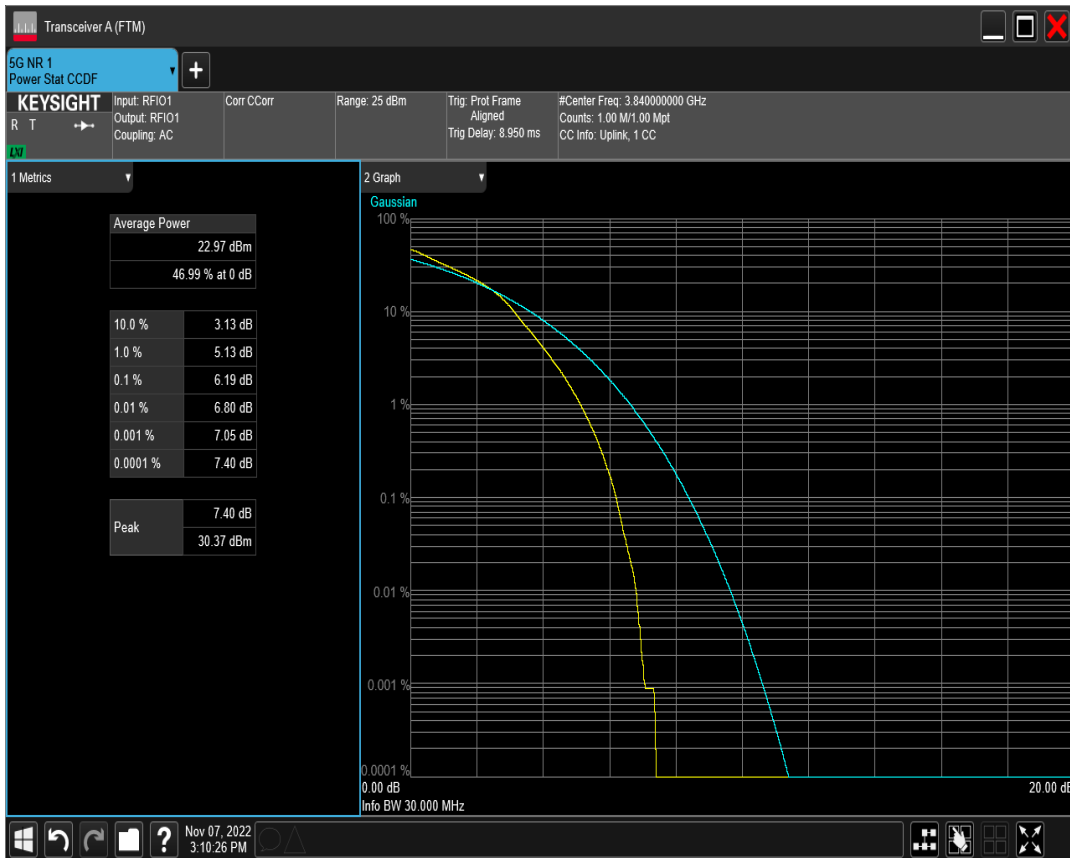 Transceiver A (FTM)
5G NR 1
Power Stat CCDF
+
KEYSIGHT
R T
LXI
Input: RFIO1
Output: RFIO1
Coupling: AC
Corr CCorr
Range: 25 dBm
Trig: Prot Frame
Aligned
Trig Delay: 8.950 ms
#Center Freq: 3.840000000 GHz
Counts: 1.00 M/1.00 Mpt
CC Info: Uplink, 1 CC
1 Metrics
Average Power
22.97 dBm
46.99 % at 0 dB
10.0 % 3.13 dB
1.0 % 5.13 dB
0.1 % 6.19 dB
0.01 % 6.80 dB
0.001 % 7.05 dB
0.0001 % 7.40 dB
Peak
7.40 dB
30.37 dBm
2 Graph
Gaussian
100 %
10 %
1 %
0.1 %
0.01 %
0.001 %
0.0001 %
0.00 dB 20.00 dB
Info BW 30.000 MHz
?
Nov 07, 2022
3:10:26 PM